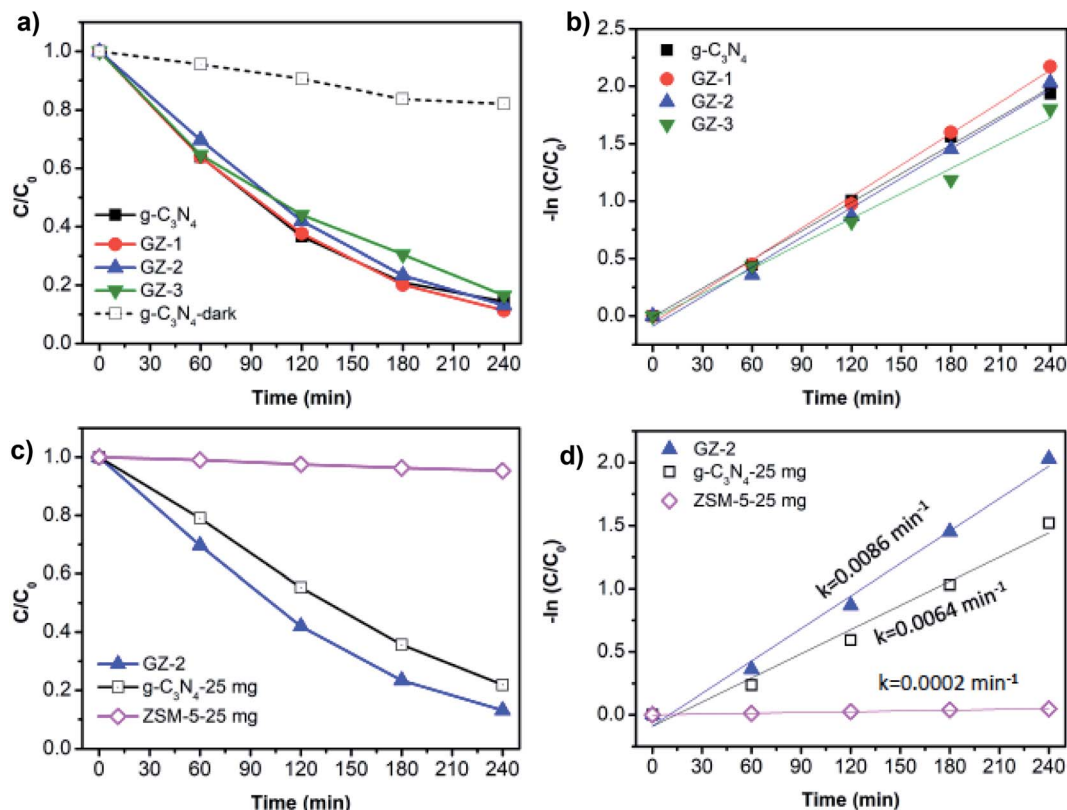 a)
C/C₀
1.0
0.8
0.6
0.4
0.2
0.0
g-C₃N₄
GZ-1
GZ-2
GZ-3
g-C₃N₄-dark
0 30 60 90 120 150 180 210 240
Time (min)
b)
-ln (C/C₀)
2.5
2.0
1.5
1.0
0.5
0.0
g-C₃N₄
GZ-1
GZ-2
GZ-3
0 30 60 90 120 150 180 210 240
Time (min)
c)
C/C₀
1.0
0.8
0.6
0.4
0.2
0.0
GZ-2
g-C₃N₄-25 mg
ZSM-5-25 mg
0 30 60 90 120 150 180 210 240
Time (min)
d)
-ln (C/C₀)
2.0
1.5
1.0
0.5
0.0
GZ-2
g-C₃N₄-25 mg
ZSM-5-25 mg
k=0.0086 min⁻¹
k=0.0064 min⁻¹
k=0.0002 min⁻¹
0 30 60 90 120 150 180 210 240
Time (min)